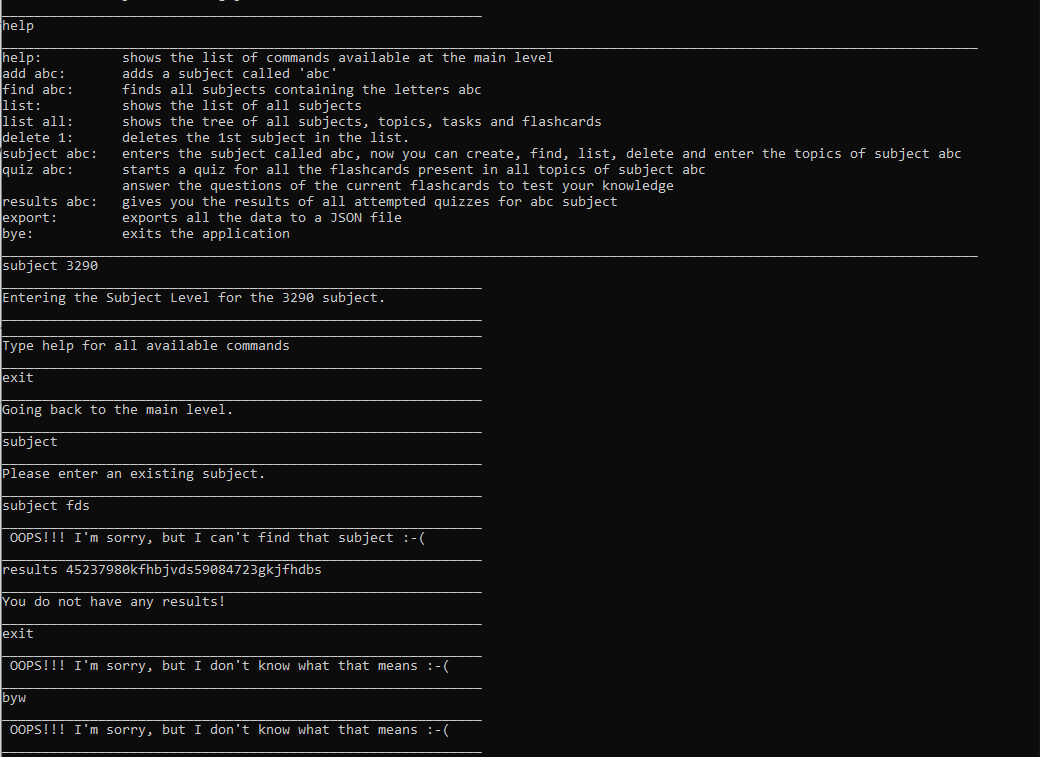 help
help: shows the list of commands available at the main level
add abc: adds a subject called 'abc'
find abc: finds all subjects containing the letters abc
list: shows the list of all subjects
list all: shows the tree of all subjects, topics, tasks and flashcards
delete 1: deletes the 1st subject in the list.
subject abc: enters the subject called abc, now you can create, find, list, delete and enter the topics of subject abc
quiz abc: starts a quiz for all the flashcards present in all topics of subject abc
answer the questions of the current flashcards to test your knowledge
results abc: gives you the results of all attempted quizzes for abc subject
export: exports all the data to a JSON file
bye: exits the application
subject 3290
Entering the Subject Level for the 3290 subject.
Type help for all available commands
exit
Going back to the main level.
subject
Please enter an existing subject.
subject fds
OOPS!!! I'm sorry, but I can't find that subject :-(
results 45237980kfhbjvds59084723gkjfhdbs
You do not have any results!
exit
OOPS!!! I'm sorry, but I don't know what that means :-(
byw
OOPS!!! I'm sorry, but I don't know what that means :-(